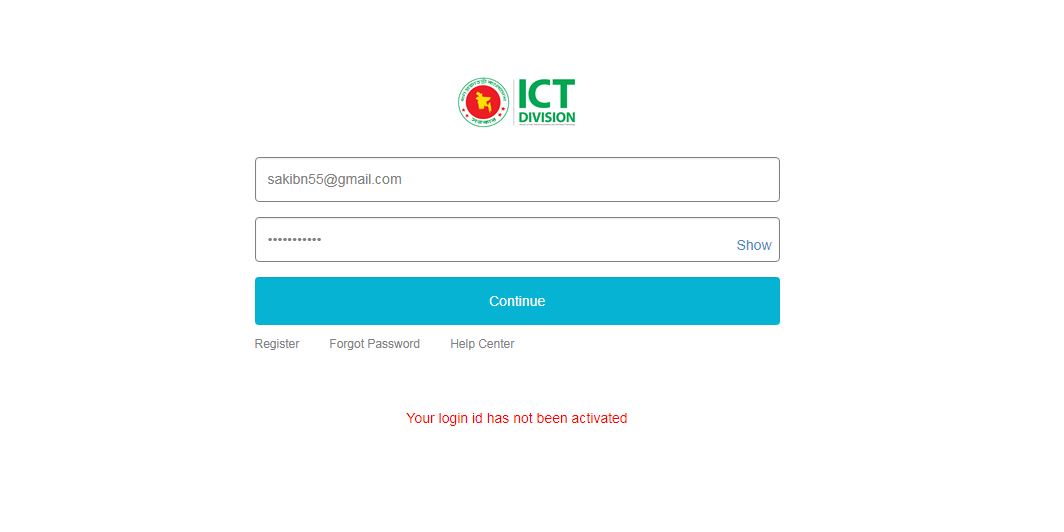 ICT
DIVISION
sakibn55@gmail.com
•••••••••••
Show
Continue
Register Forgot Password Help Center
Your login id has not been activated